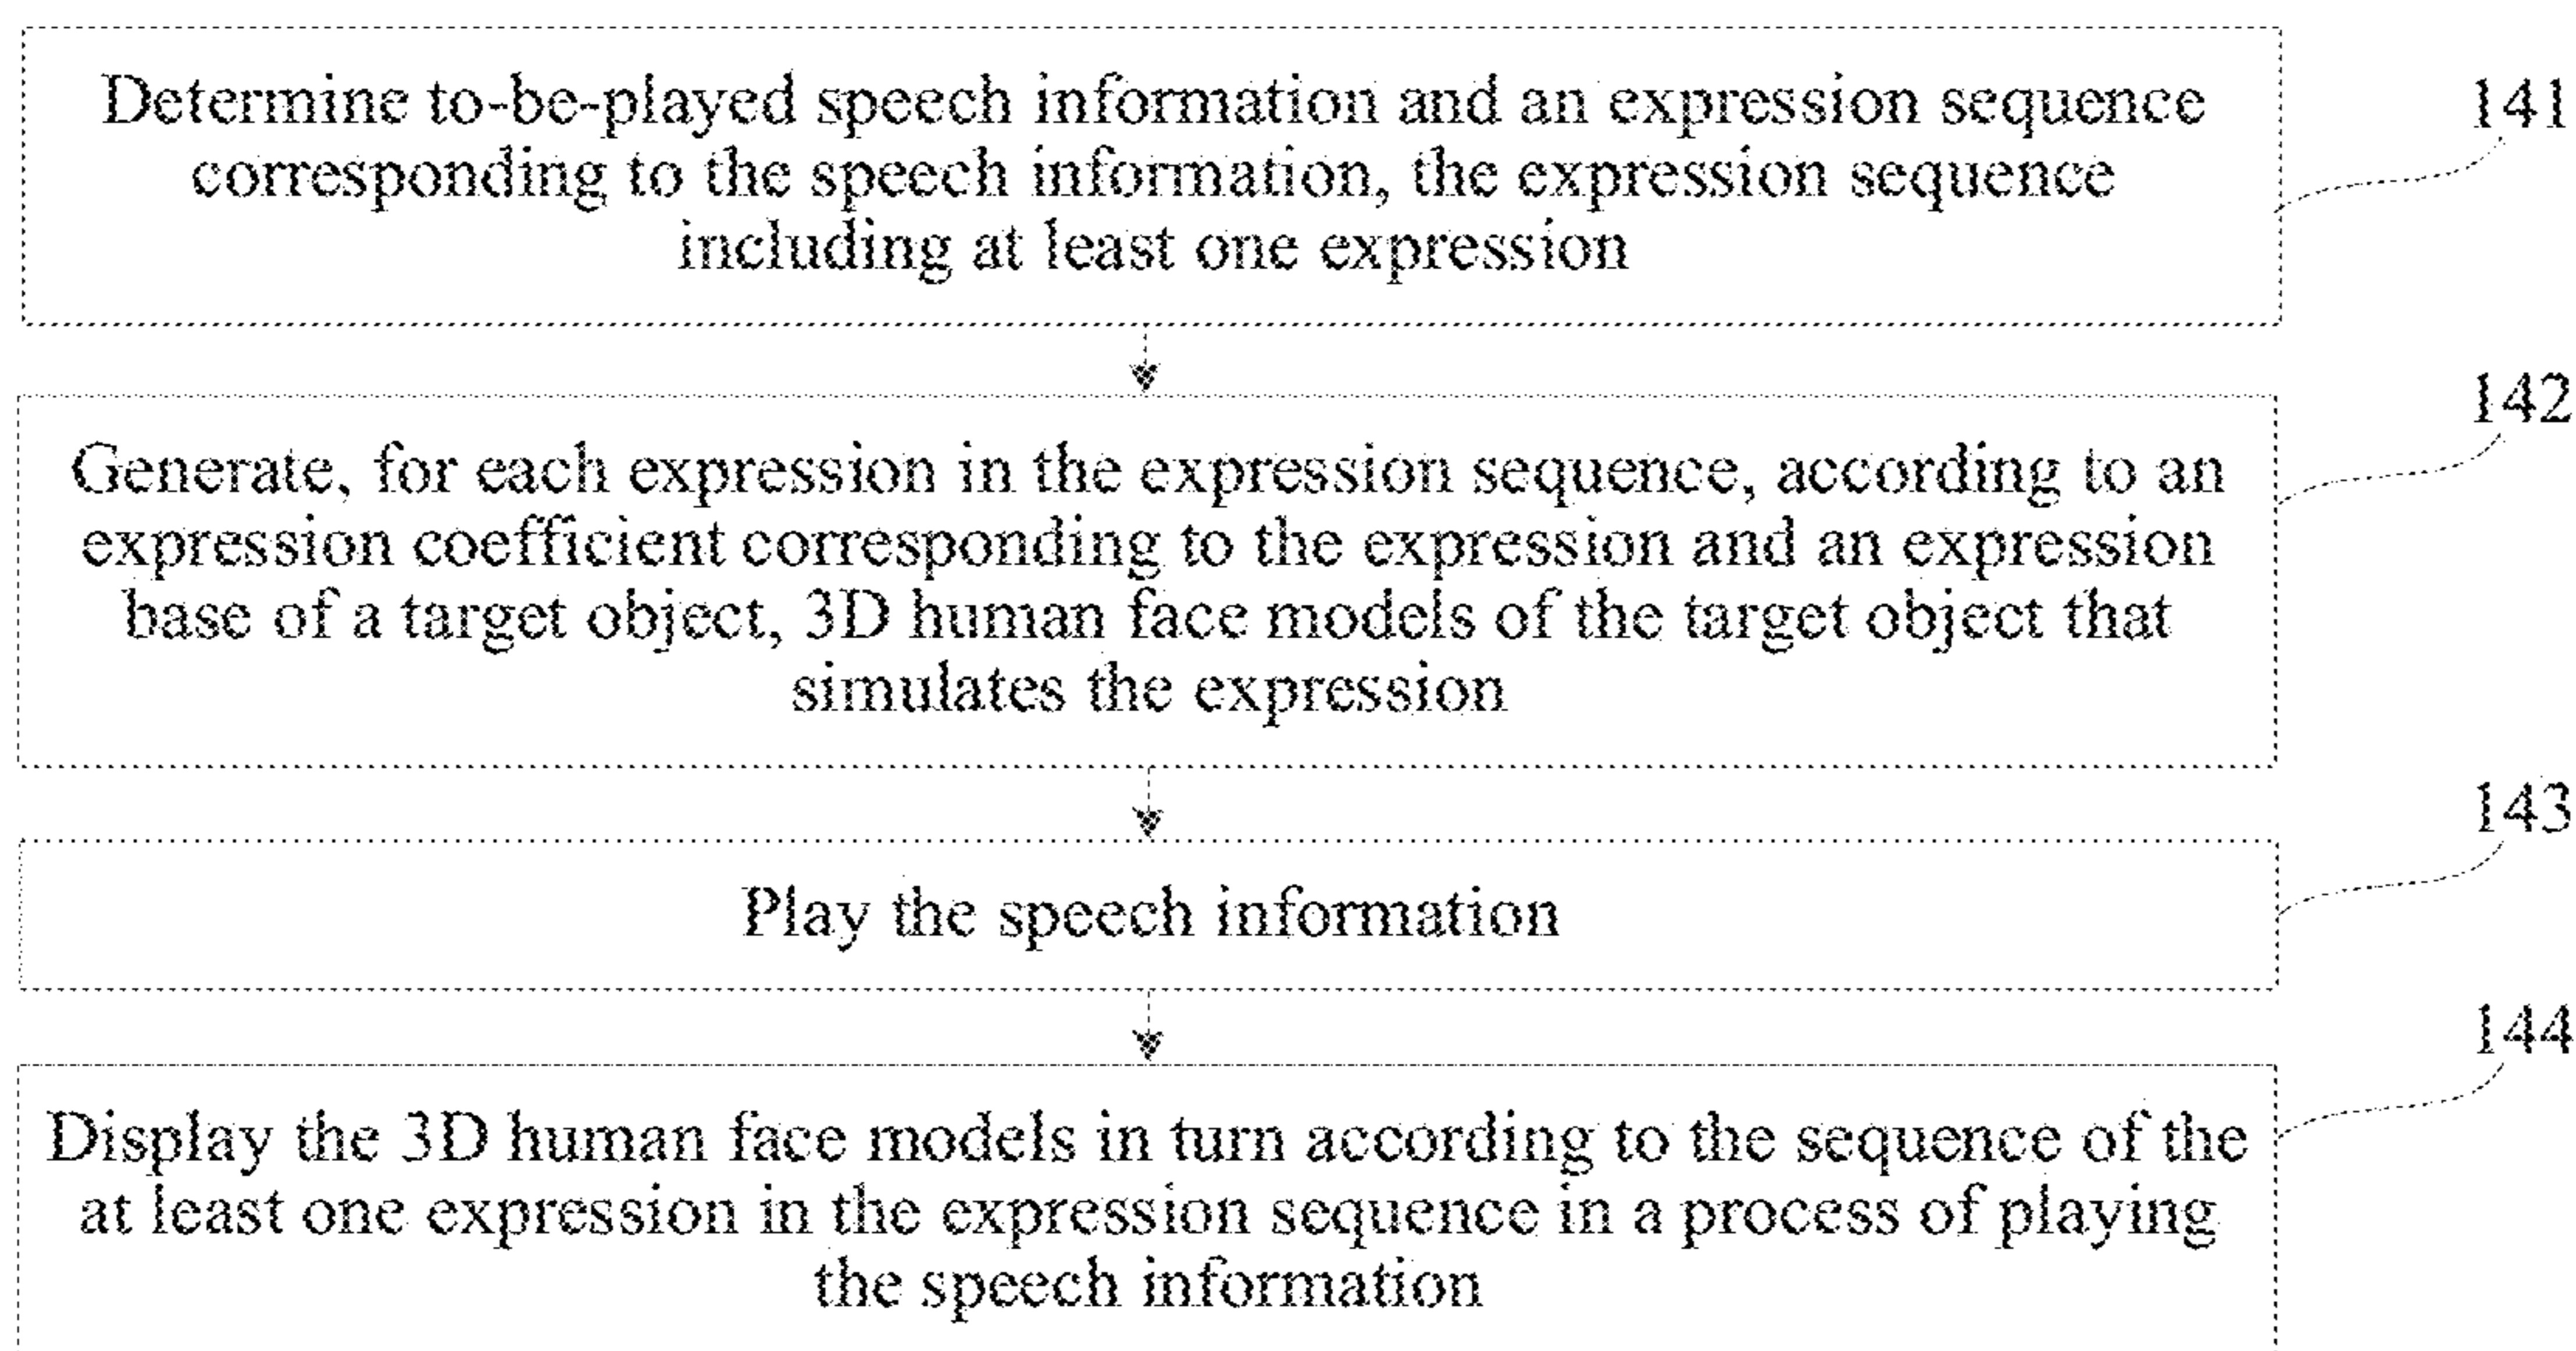 Determine to-be-played speech information and an expression sequence
141
corresponding to the speech information, the expression sequence
including at least one expression
142
Generate, for each expression in the expression sequence, according to an
expression coefficient corresponding to the expression and an expression
base of a target object, 3D human face models of the target object that
simulates the expression
143
Play the speech information
144
Display the 3D human face models in turn according to the sequence of the
at least one expression in the expression sequence in a process of playing
the speech information